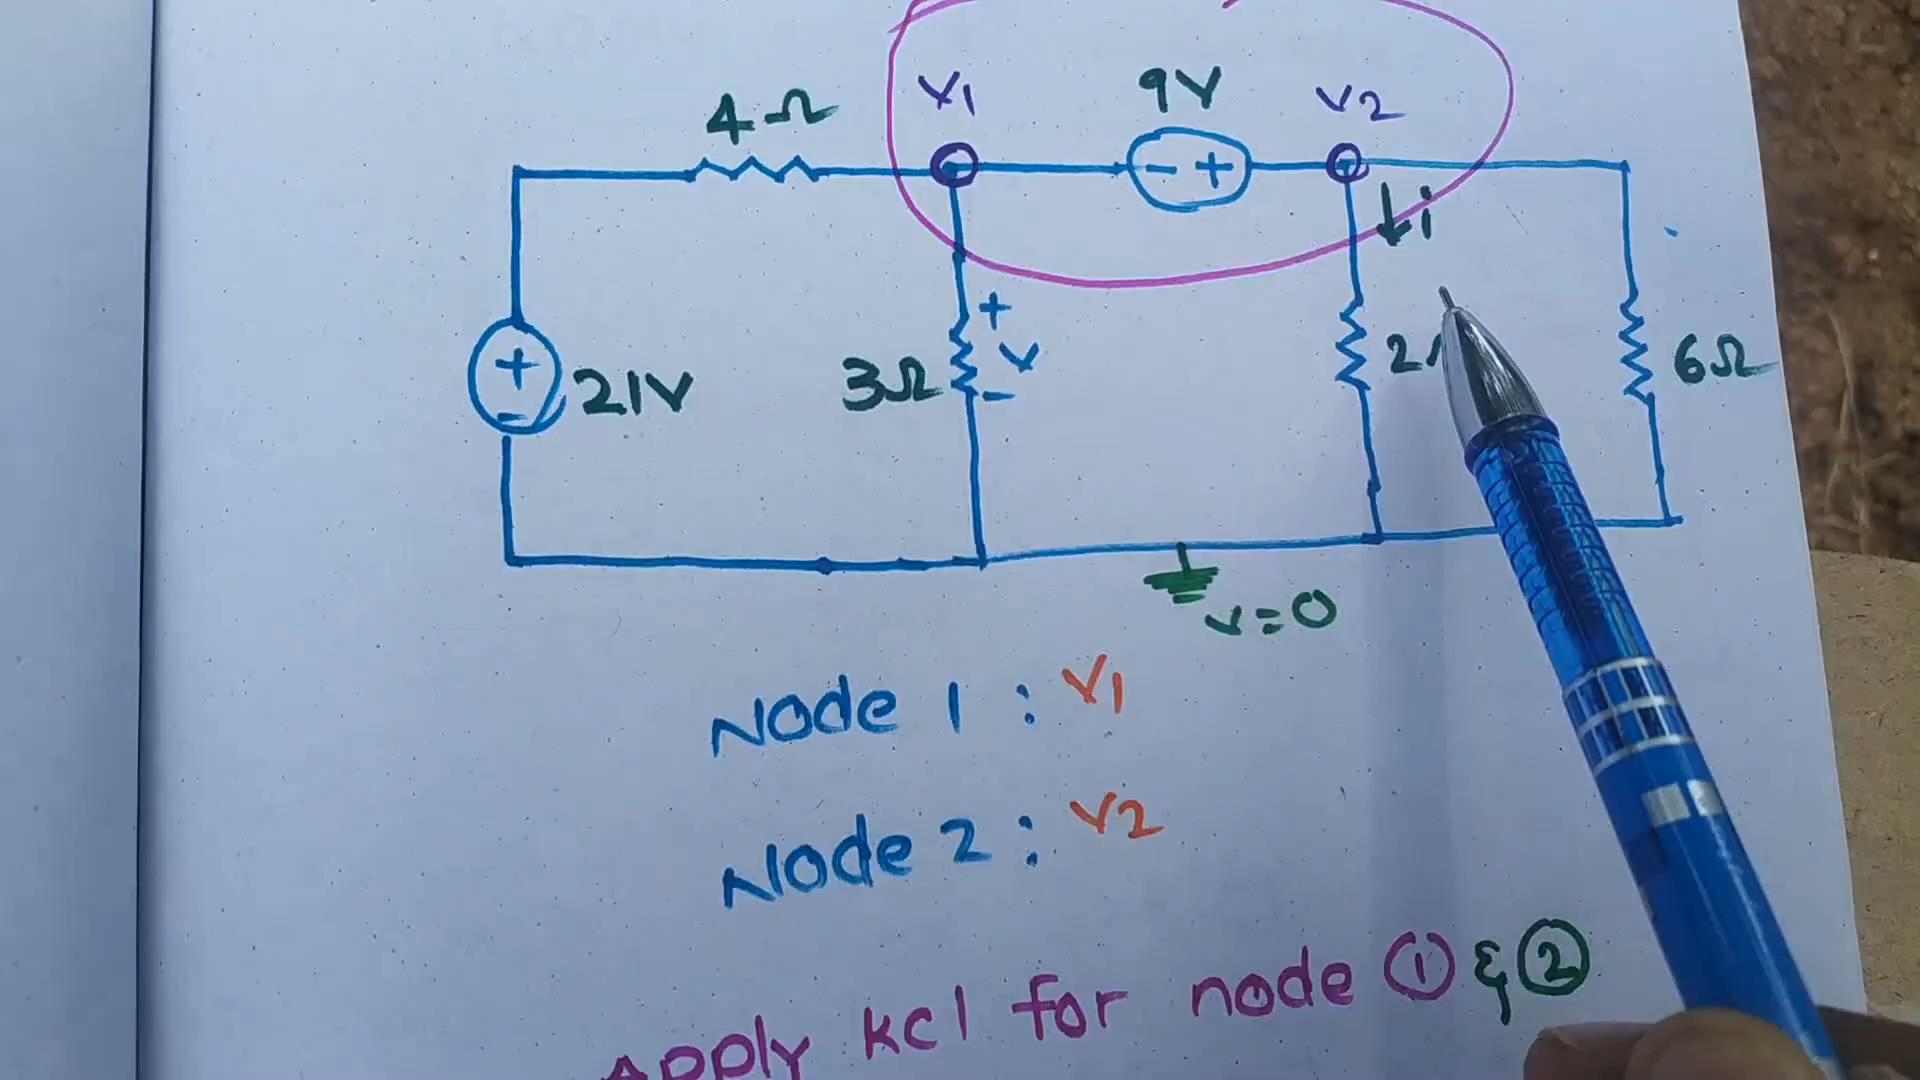 V1 9V V2
4Ω
i
+
V
-
- +
+
-
21V 3Ω 2Ω 6Ω
v=0
Node 1 : V1
Node 2 : V2
Apply kcl for node ① & ②